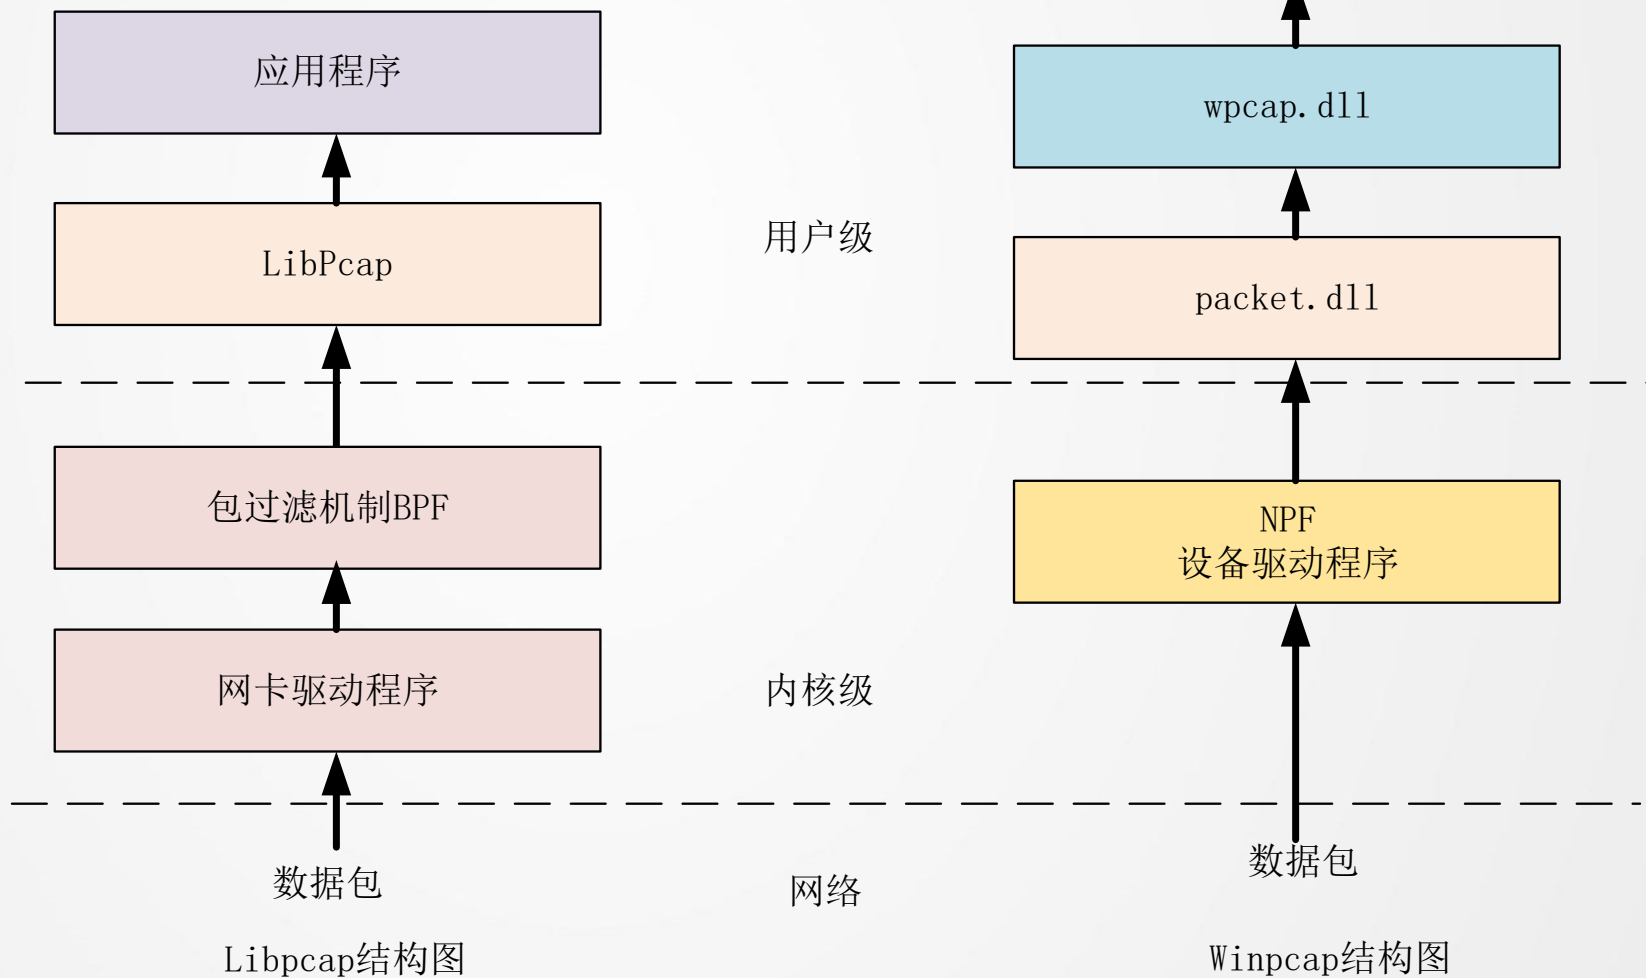 应用程序
LibPcap
包过滤机制BPF
网卡驱动程序
数据包
Libpcap结构图
用户级
内核级
网络
wpcap.dll
packet.dll
NPF
设备驱动程序
数据包
Winpcap结构图